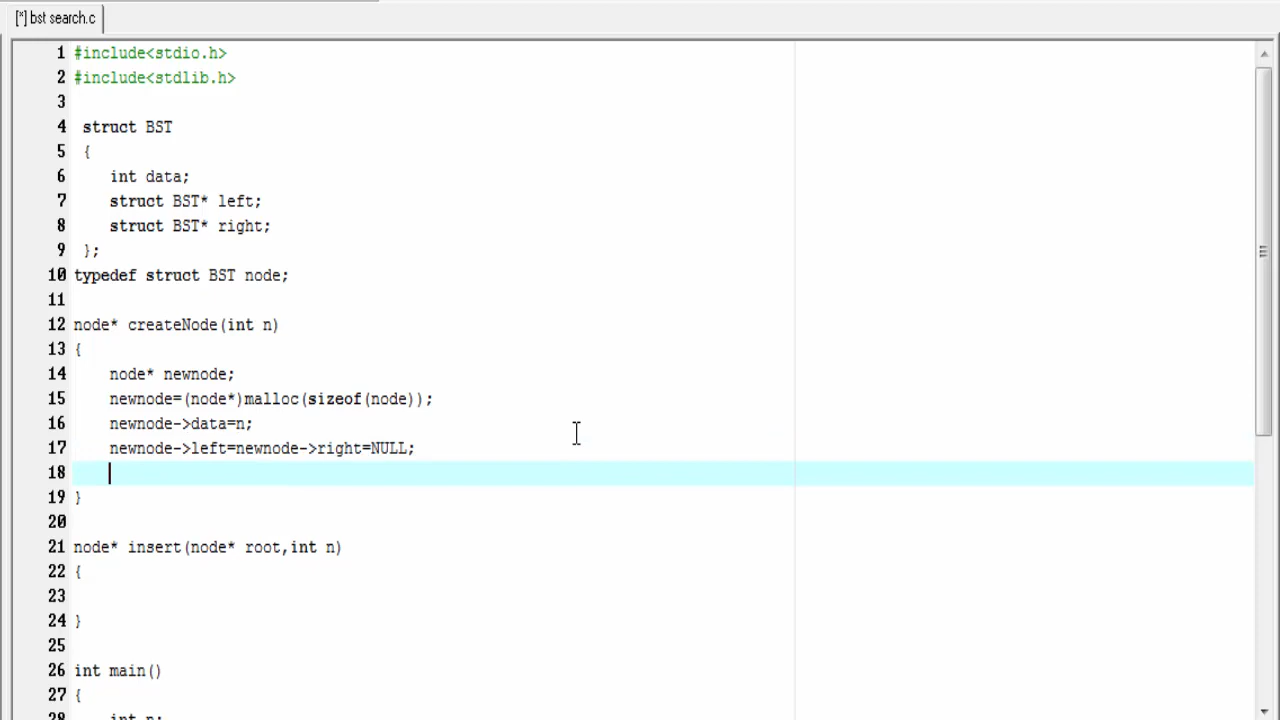 [*] bst search.c
1 #include<stdio.h>
2 #include<stdlib.h>
3
4 struct BST
5 {
6 int data;
7 struct BST* left;
8 struct BST* right;
9 };
10 typedef struct BST node;
11
12 node* createNode(int n)
13 {
14 node* newnode;
15 newnode=(node*)malloc(sizeof(node));
16 newnode->data=n;
17 newnode->left=newnode->right=NULL;
18
19 }
20
21 node* insert(node* root,int n)
22 {
23
24 }
25
26 int main()
27 {
28 int n;